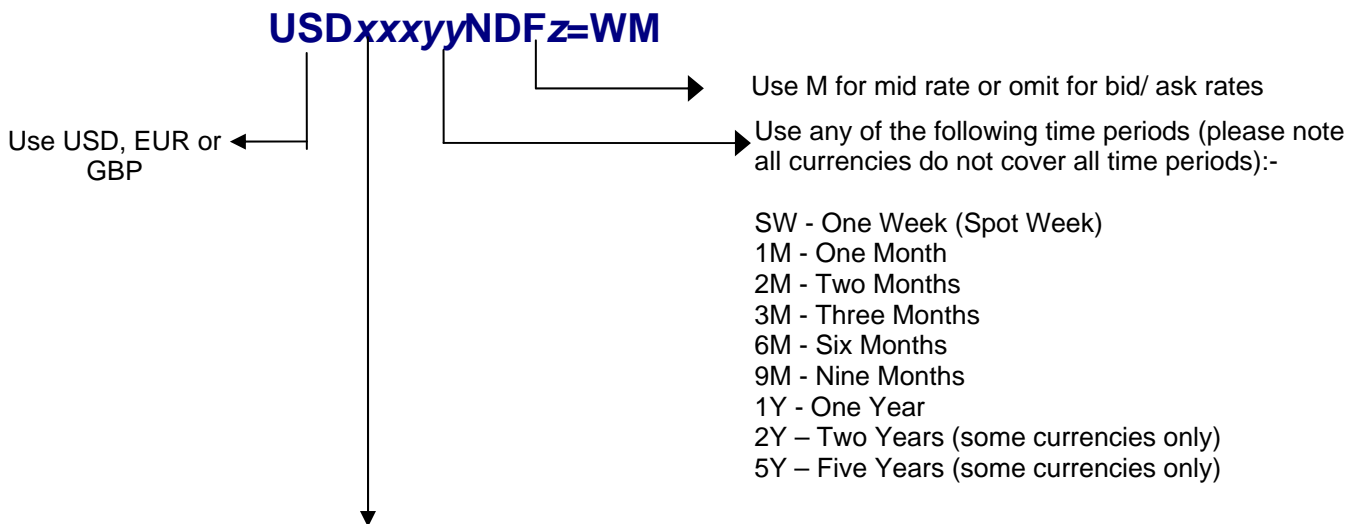 USDxxxyyNDFz=WM
Use M for mid rate or omit for bid/ ask rates
Use USD, EUR or
GBP
Use any of the following time periods (please note
all currencies do not cover all time periods):-
SW - One Week (Spot Week)
1M - One Month
2M - Two Months
3M - Three Months
6M - Six Months
9M - Nine Months
1Y - One Year
2Y – Two Years (some currencies only)
5Y – Five Years (some currencies only)